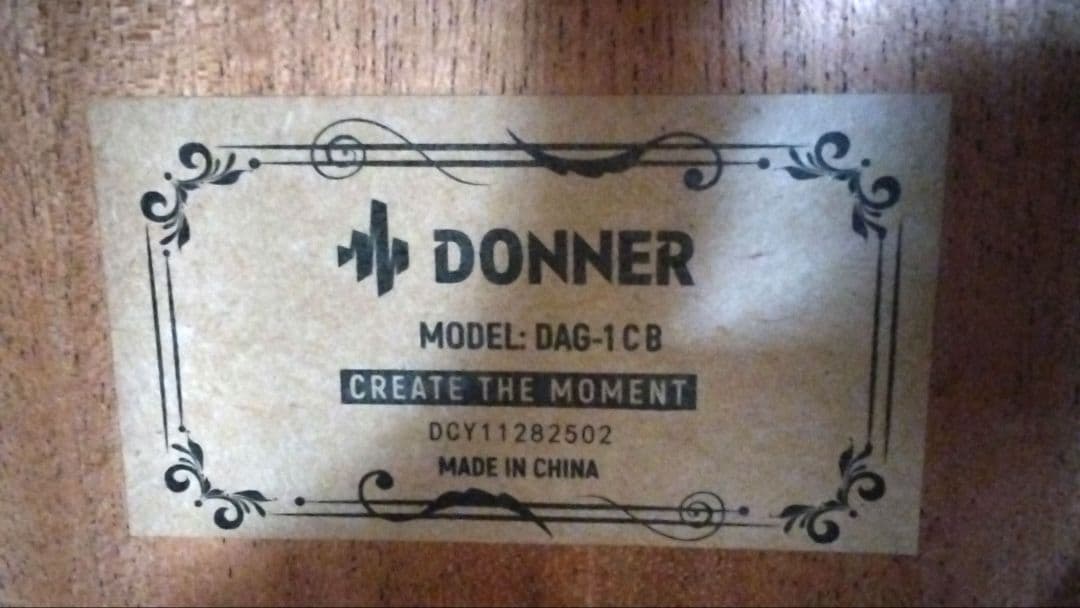 DONNER
MODEL: DAG-1CB
CREATE THE MOMENT
DCY11282502
MADE IN CHINA